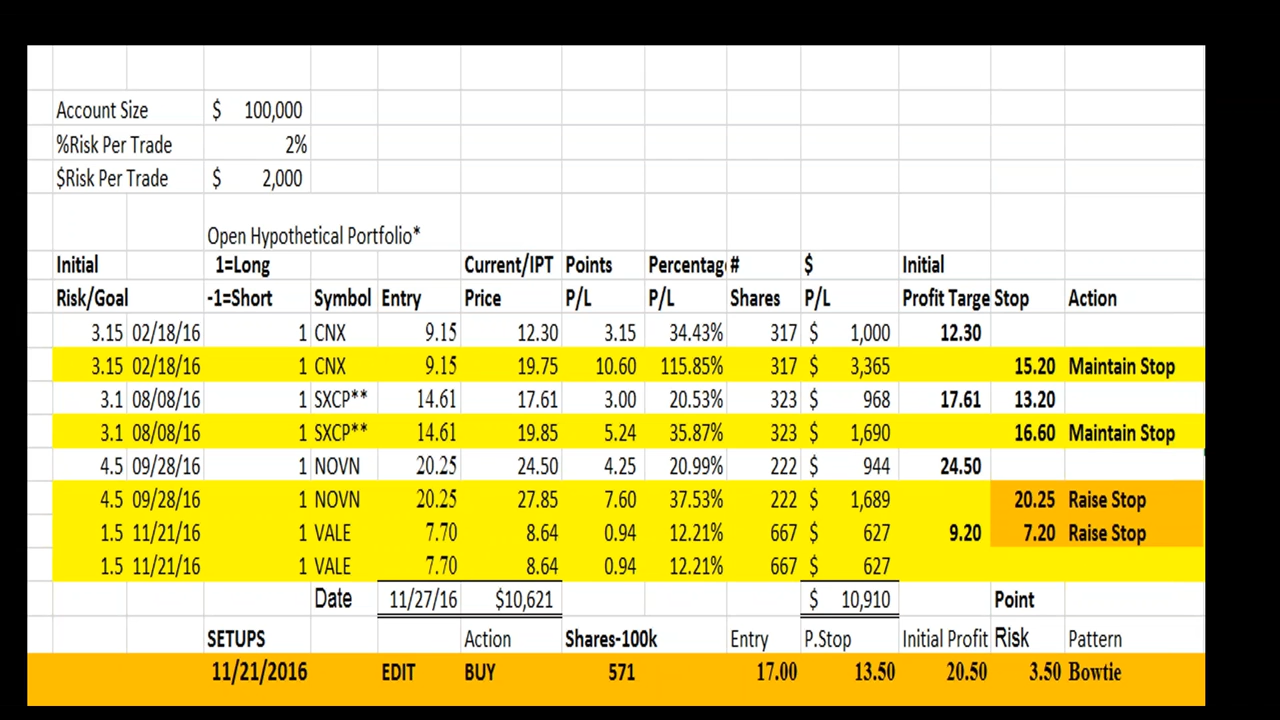 Account Size $ 100,000
%Risk Per Trade 2%
$Risk Per Trade $ 2,000
Open Hypothetical Portfolio*
Initial 1=Long Current/IPT Points Percentag # $ Initial
Risk/Goal -1=Short Symbol Entry Price P/L P/L Shares P/L Profit Targe Stop Action
3.15 02/18/16 1 CNX 9.15 12.30 3.15 34.43% 317 $ 1,000 12.30
3.15 02/18/16 1 CNX 9.15 19.75 10.60 115.85% 317 $ 3,365 15.20 Maintain Stop
3.1 08/08/16 1 SXCP** 14.61 17.61 3.00 20.53% 323 $ 968 17.61 13.20
3.1 08/08/16 1 SXCP** 14.61 19.85 5.24 35.87% 323 $ 1,690 16.60 Maintain Stop
4.5 09/28/16 1 NOVN 20.25 24.50 4.25 20.99% 222 $ 944 24.50
4.5 09/28/16 1 NOVN 20.25 27.85 7.60 37.53% 222 $ 1,689 20.25 Raise Stop
1.5 11/21/16 1 VALE 7.70 8.64 0.94 12.21% 667 $ 627 9.20 7.20 Raise Stop
1.5 11/21/16 1 VALE 7.70 8.64 0.94 12.21% 667 $ 627
Date 11/27/16 $10,621 $ 10,910 Point
SETUPS Action Shares-100k Entry P.Stop Initial Profit Risk Pattern
11/21/2016 EDIT BUY 571 17.00 13.50 20.50 3.50 Bowtie